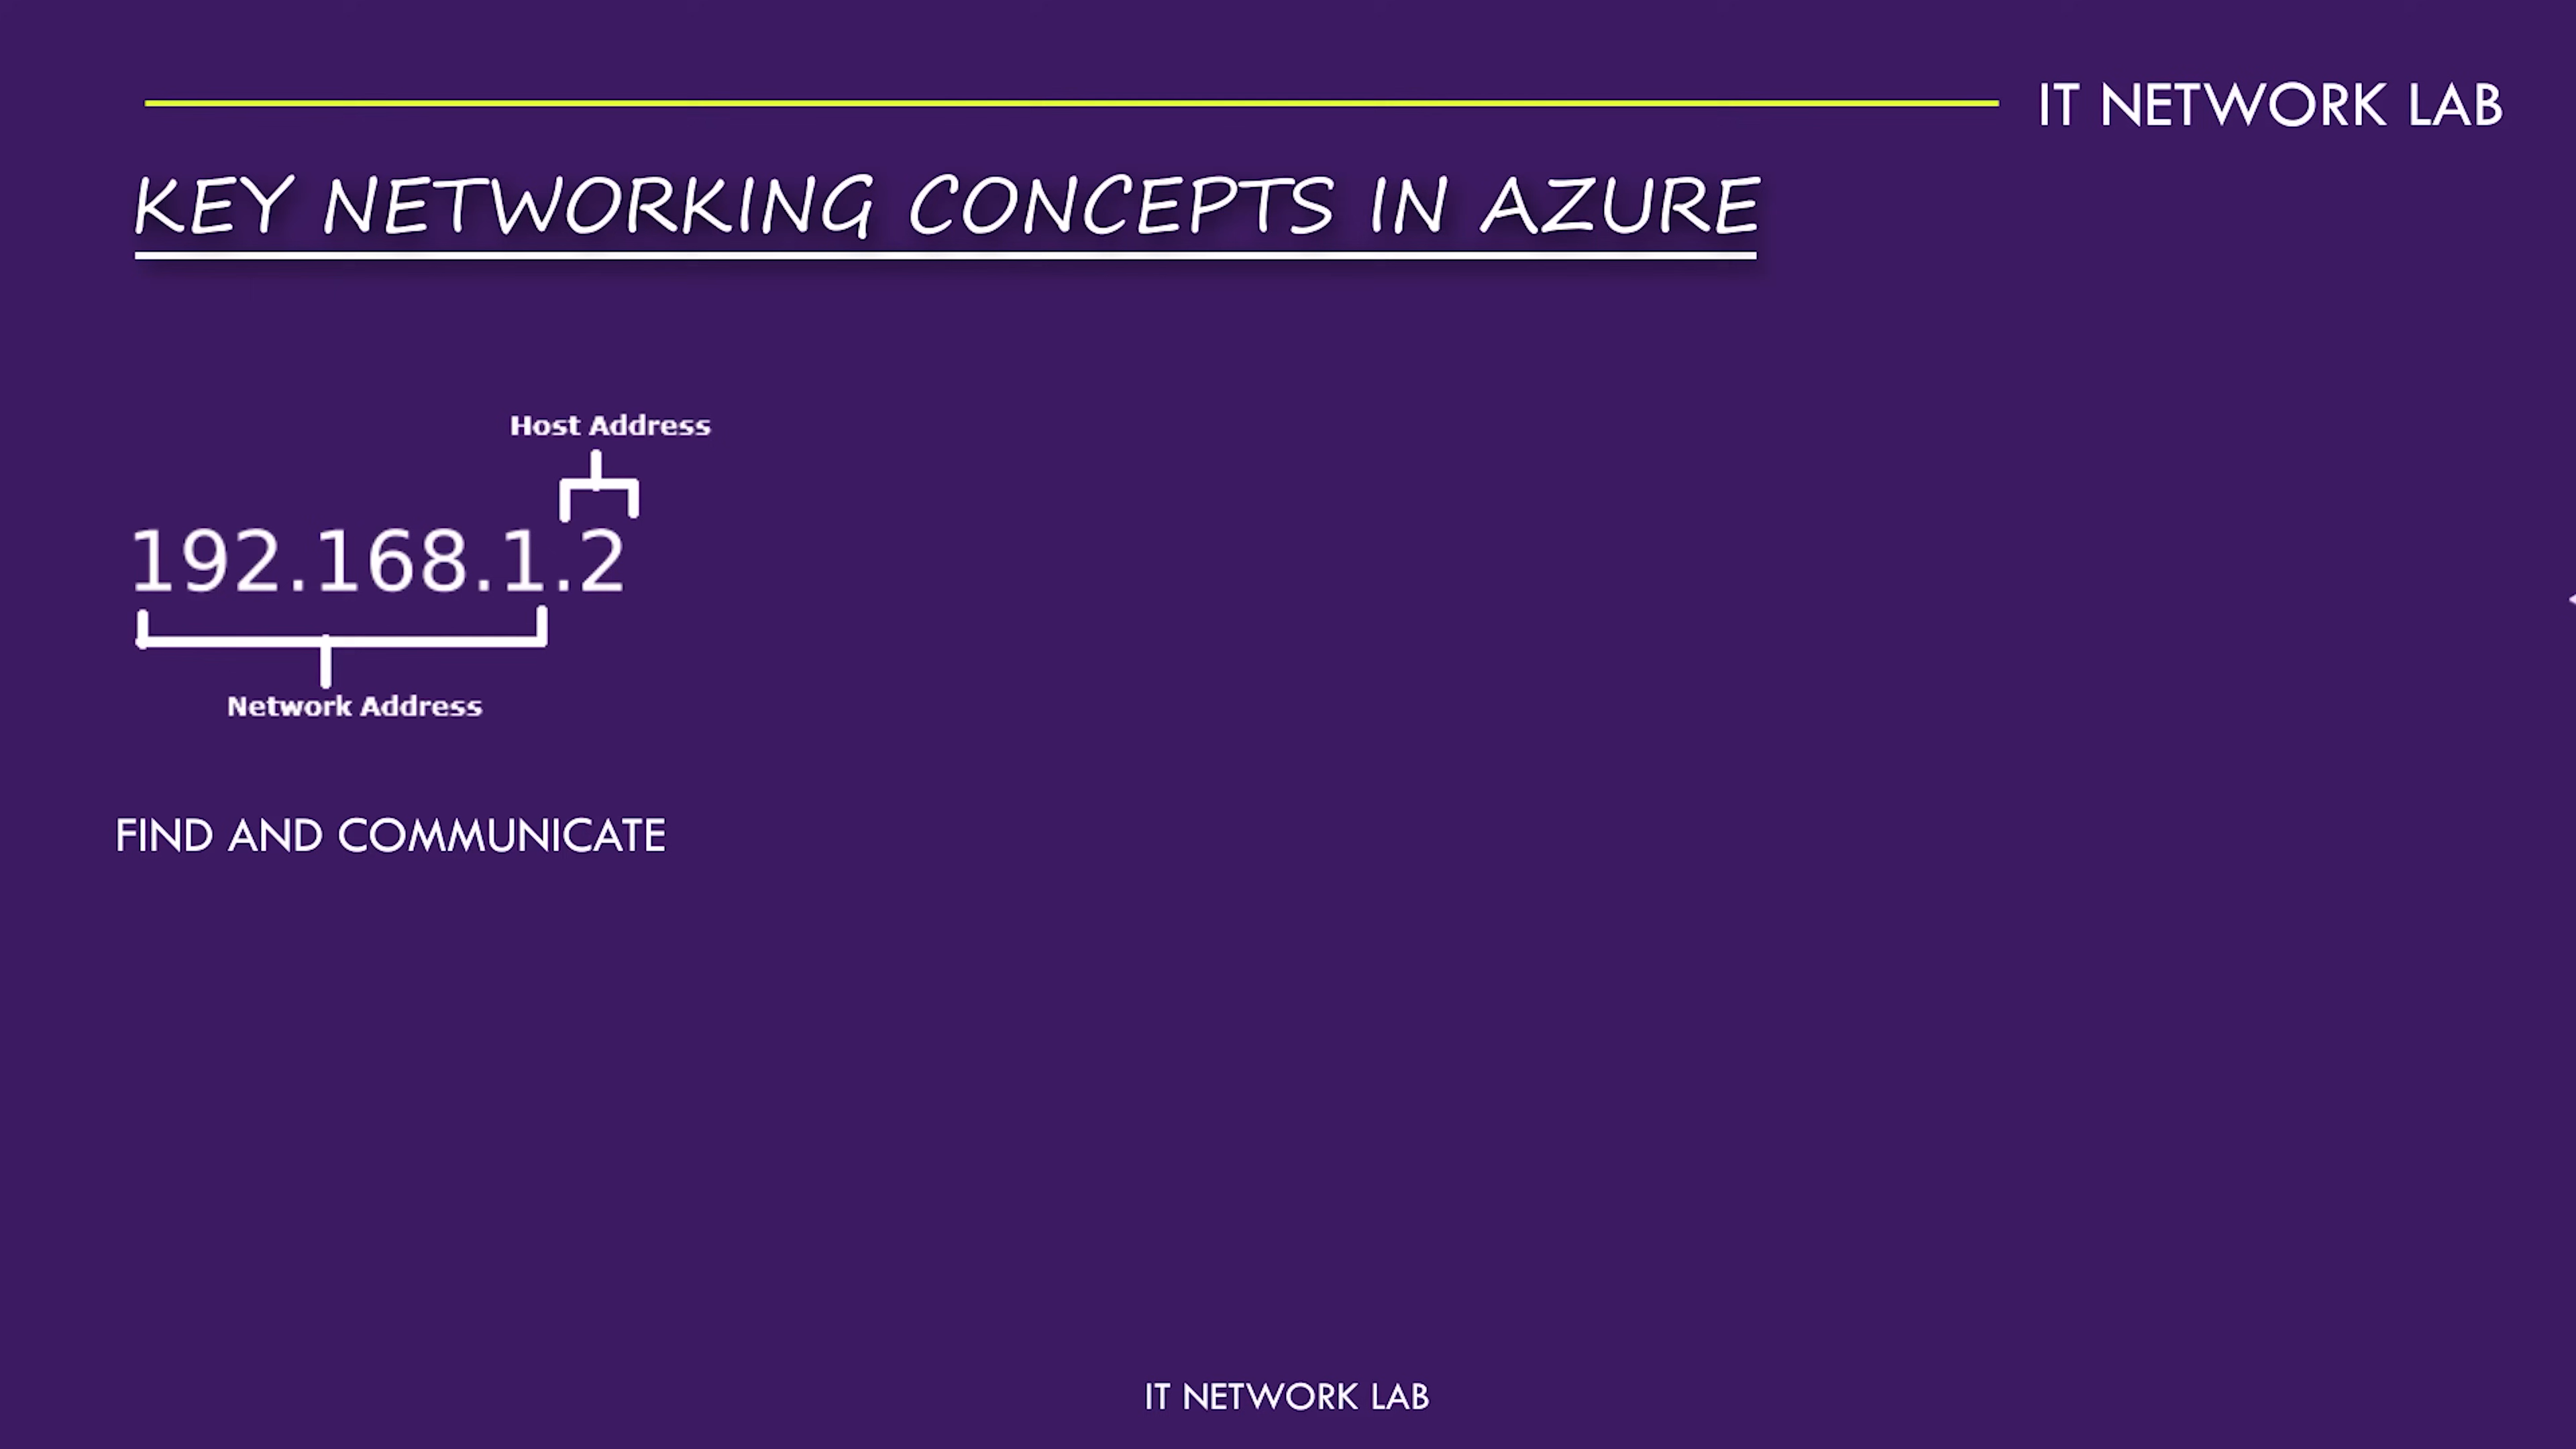 IT NETWORK LAB
KEY NETWORKING CONCEPTS IN AZURE
Host Address
192.168.1.2
Network Address
FIND AND COMMUNICATE
IT NETWORK LAB